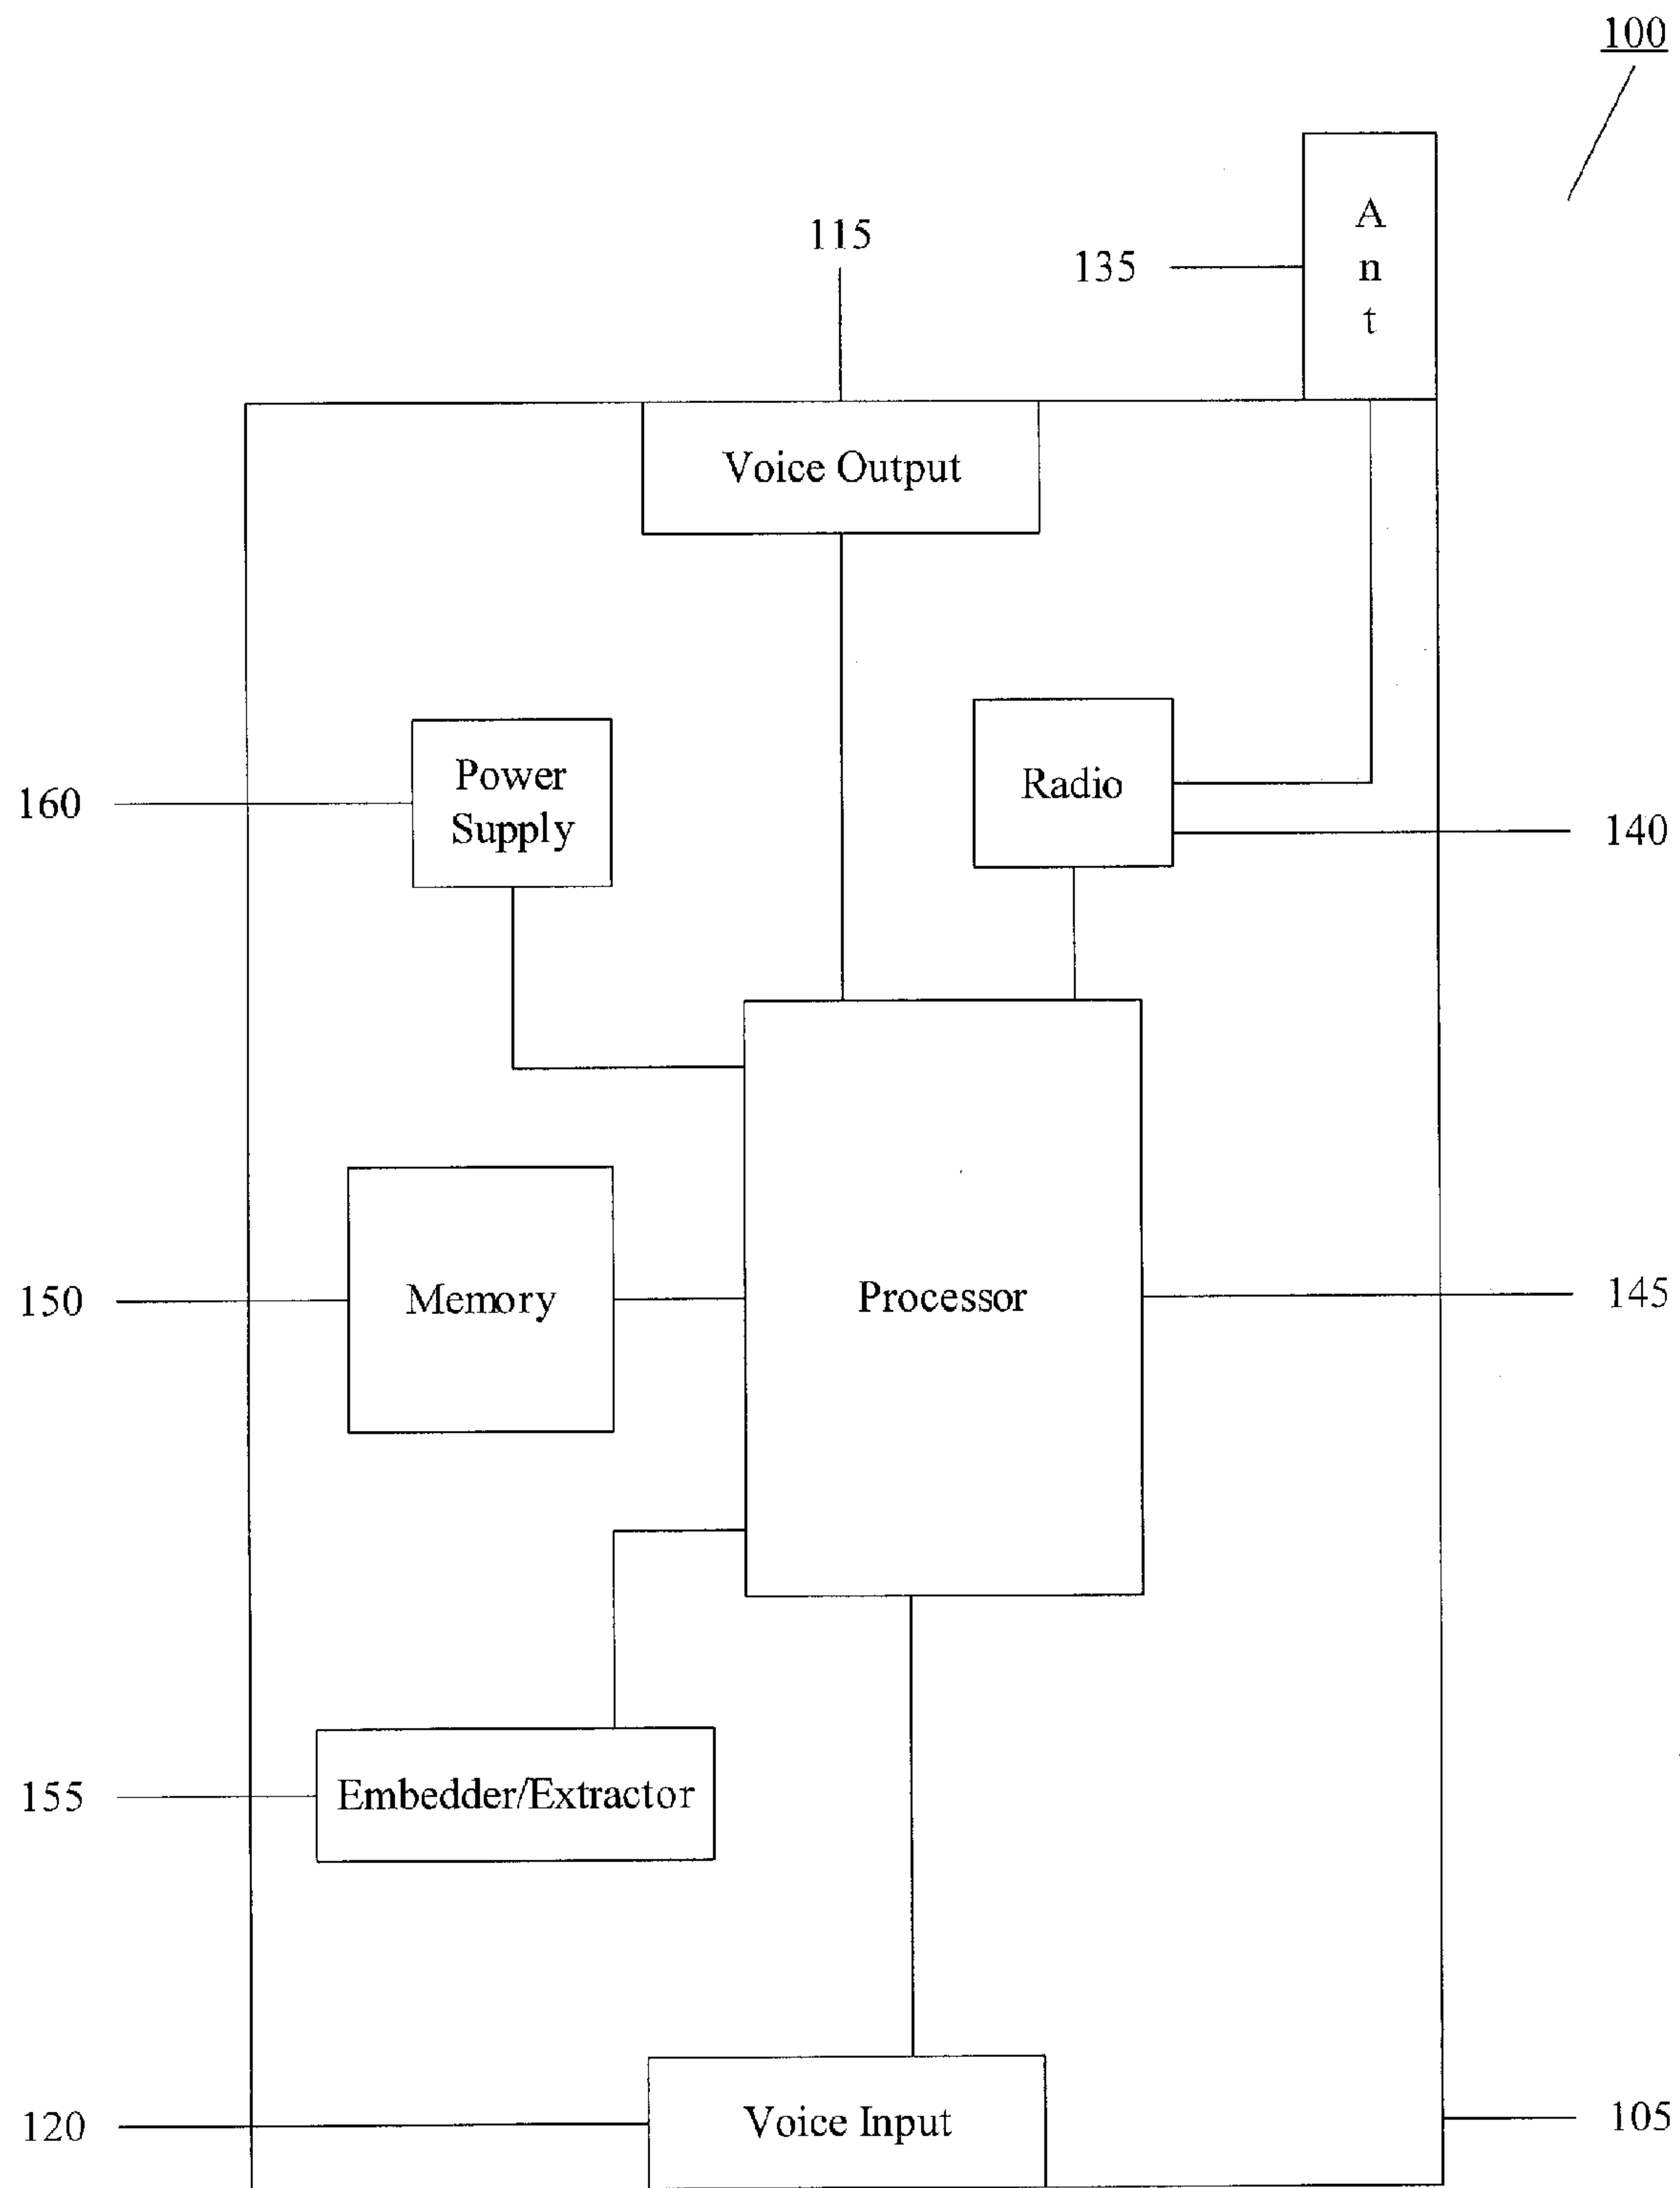 100
115
135
A
n
t
Voice Output
160
Power
Supply
Radio
140
150
Memory
Processor
145
155
Embedder/Extractor
120
Voice Input
105